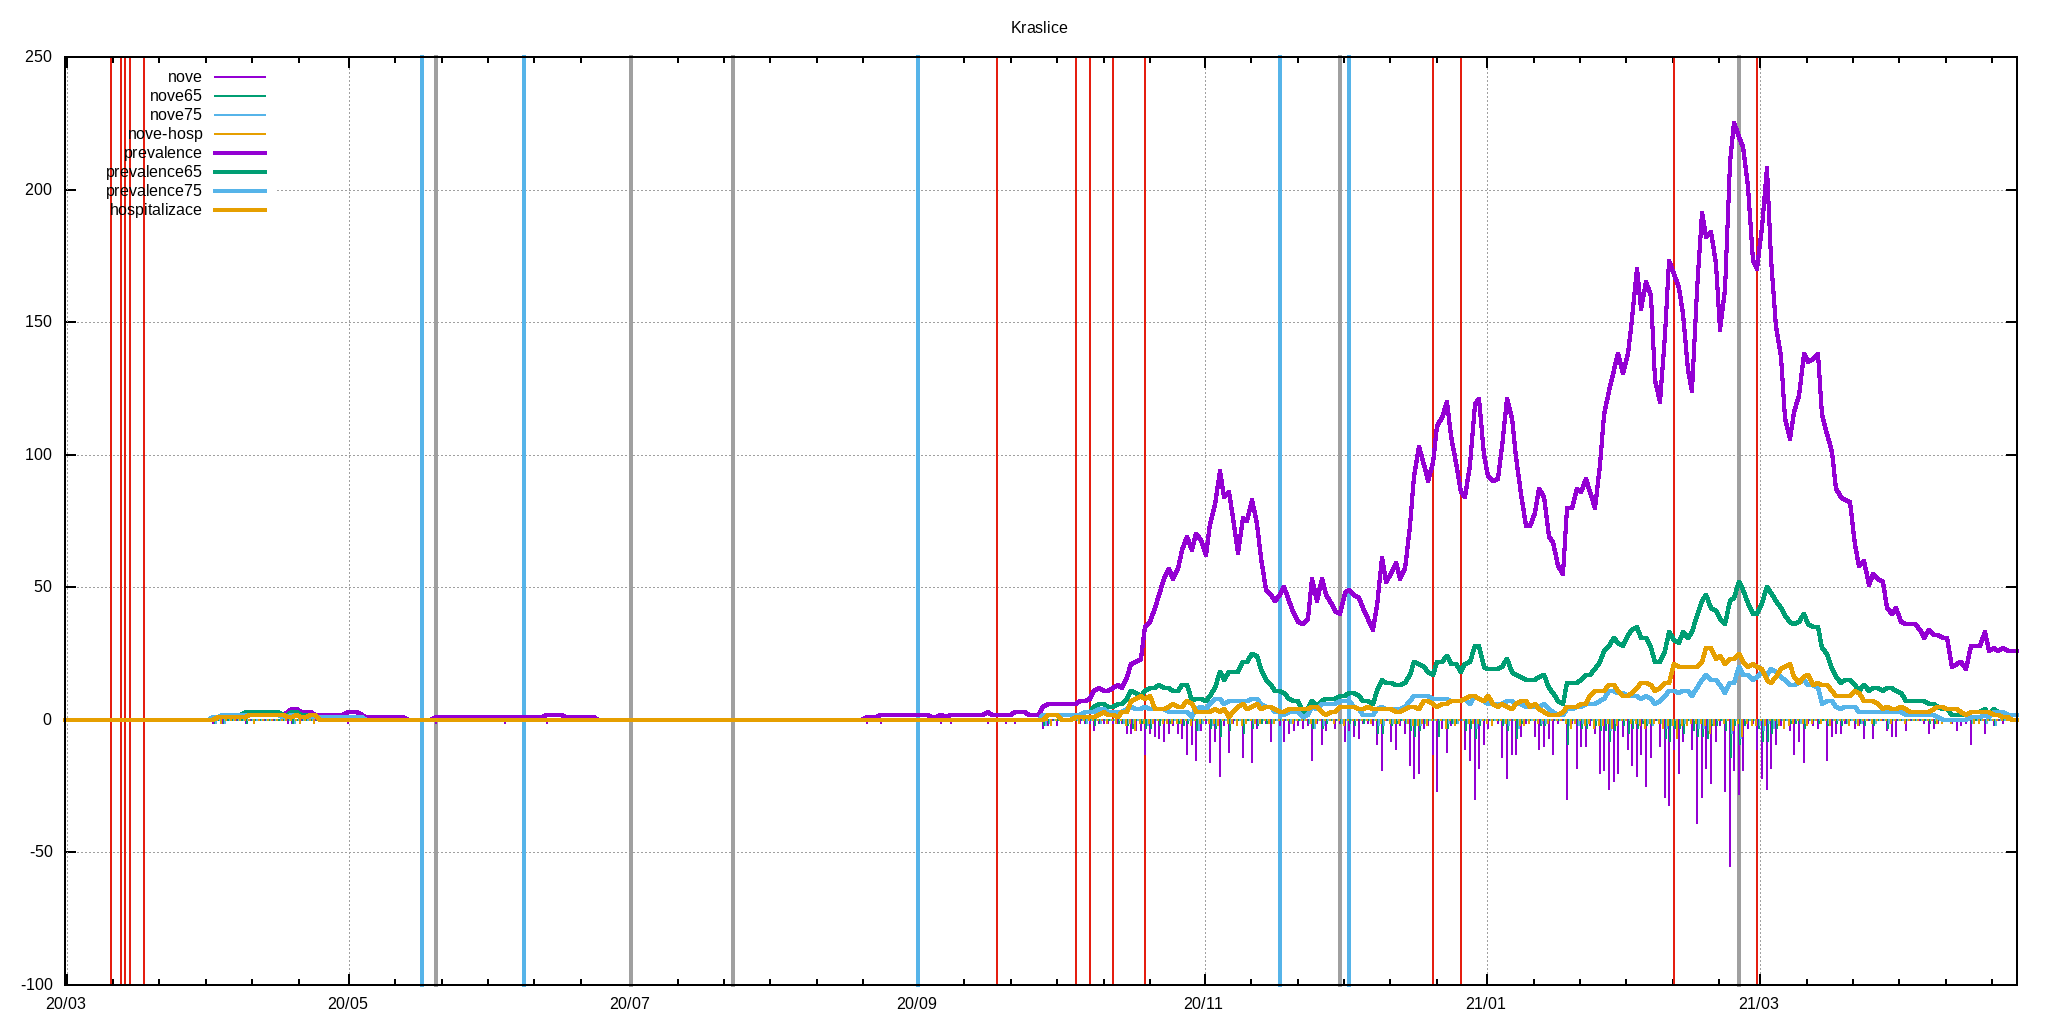 Kraslice
250
200
150
100
50
0
-50
-100
nove
nove65
nove75
nove-hosp
prevalence
prevalence65
prevalence75
hospitalizace
20/03 20/05 20/07 20/09 20/11 21/01 21/03